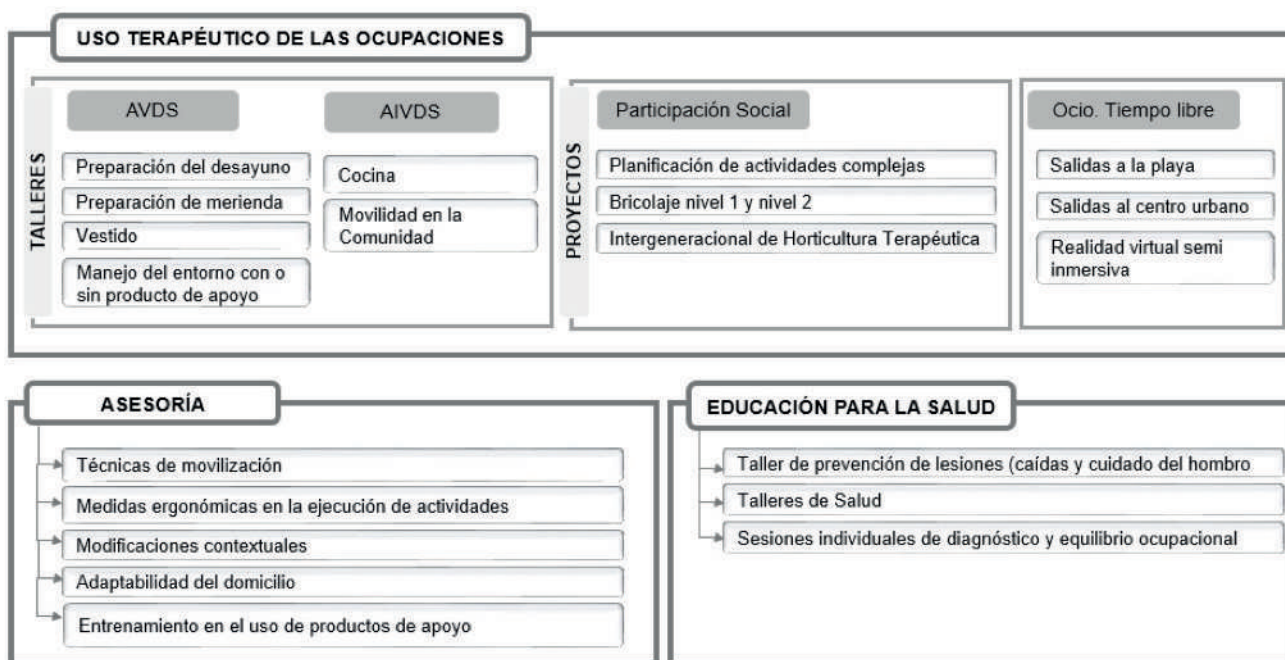 USO TERAPÉUTICO DE LAS OCUPACIONES
TALLERES
AVDS
Preparación del desayuno
Preparación de merienda
Vestido
Manejo del entorno con o
sin producto de apoyo
AIVDS
Cocina
Movilidad en la
Comunidad
PROYECTOS
Participación Social
Planificación de actividades complejas
Bricolaje nivel 1 y nivel 2
Intergeneracional de Horticultura Terapéutica
Ocio. Tiempo libre
Salidas a la playa
Salidas al centro urbano
Realidad virtual semi
inmersiva
ASESORÍA
Técnicas de movilización
Medidas ergonómicas en la ejecución de actividades
Modificaciones contextuales
Adaptabilidad del domicilio
Entrenamiento en el uso de productos de apoyo
EDUCACIÓN PARA LA SALUD
Taller de prevención de lesiones (caídas y cuidado del hombro
Talleres de Salud
Sesiones individuales de diagnóstico y equilibrio ocupacional